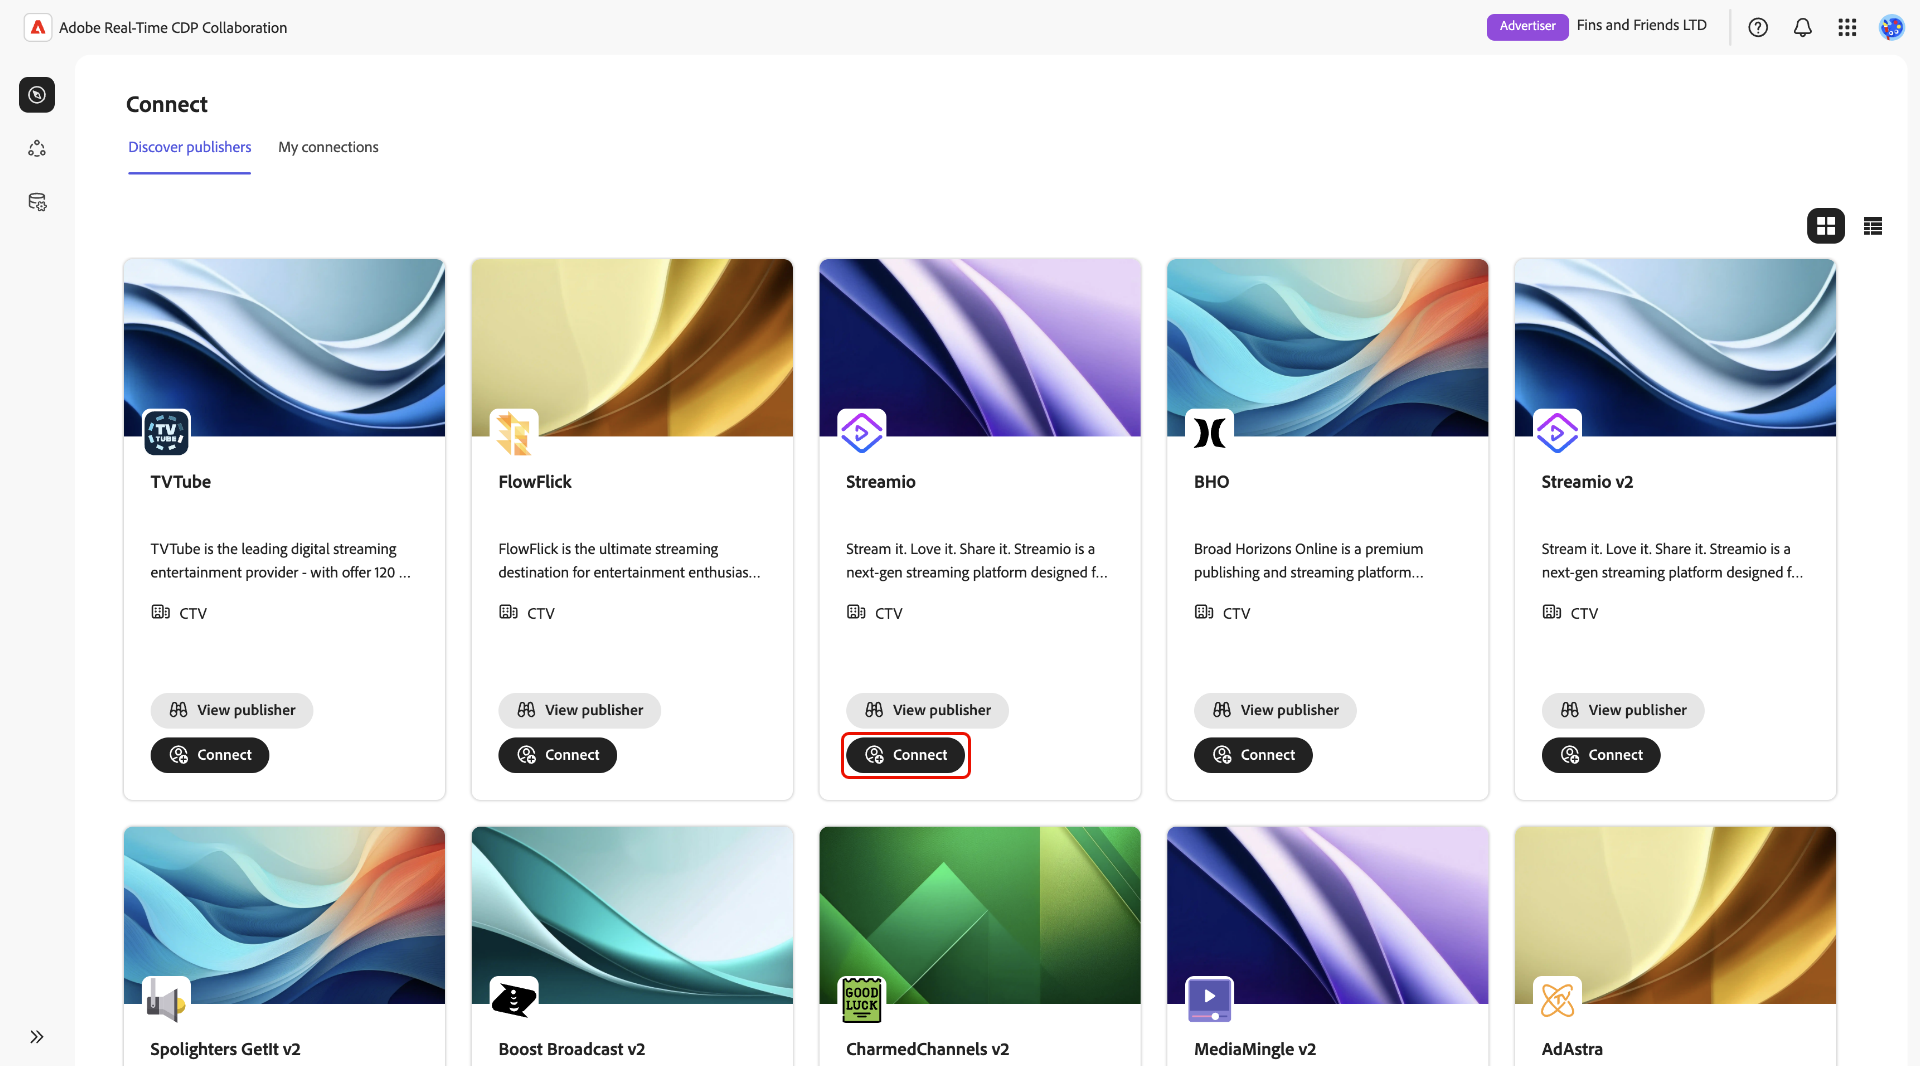 Adobe Real-Time CDP Collaboration
Advertiser
Fins and Friends LTD
Connect
Discover publishers
My connections
TV
TUBE
TVTube
TVTube is the leading digital streaming
entertainment provider - with offer 120 ...
CTV
View publisher
Connect
FlowFlick
FlowFlick is the ultimate streaming
destination for entertainment enthusias...
CTV
View publisher
Connect
Streamio
Stream it. Love it. Share it. Streamio is a
next-gen streaming platform designed f...
CTV
View publisher
Connect
BHO
Broad Horizons Online is a premium
publishing and streaming platform...
CTV
View publisher
Connect
Streamio v2
Stream it. Love it. Share it. Streamio is a
next-gen streaming platform designed f...
CTV
View publisher
Connect
Spolighters GetIt v2
Boost Broadcast v2
GOOD
LUCK
CharmedChannels v2
MediaMingle v2
TV
AdAstra